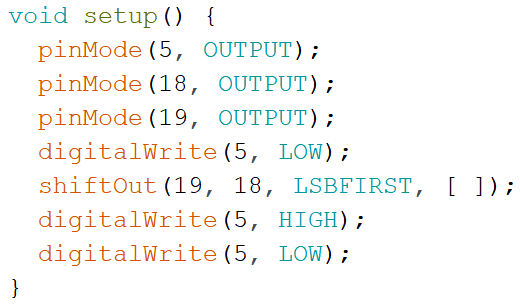 void setup() {
  pinMode(5, OUTPUT);
  pinMode(18, OUTPUT);
  pinMode(19, OUTPUT);
  digitalWrite(5, LOW);
  shiftOut(19, 18, LSBFIRST, [ ]);
  digitalWrite(5, HIGH);
  digitalWrite(5, LOW);
}